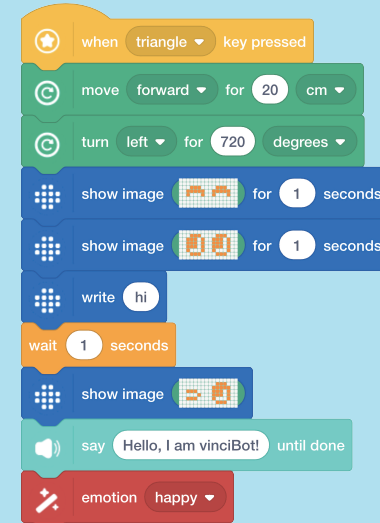 when triangle key pressed
move forward for 20 cm
turn left for 720 degrees
show image for 1 seconds
show image for 1 seconds
write hi
wait 1 seconds
show image
say Hello, I am vinciBot! until done
emotion happy